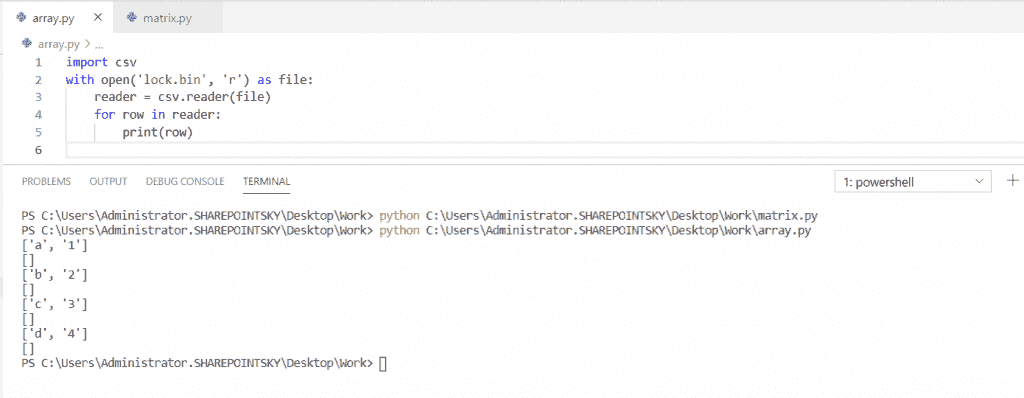 array.py × matrix.py
array.py > ...
1 import csv
2 with open('lock.bin', 'r') as file:
3     reader = csv.reader(file)
4     for row in reader:
5         print(row)
6
PROBLEMS OUTPUT DEBUG CONSOLE TERMINAL 1: powershell +
PS C:\Users\Administrator.SHAREPOINTSKY\Desktop\Work> python C:\Users\Administrator.SHAREPOINTSKY\Desktop\Work\matrix.py
PS C:\Users\Administrator.SHAREPOINTSKY\Desktop\Work> python C:\Users\Administrator.SHAREPOINTSKY\Desktop\Work\array.py
['a', '1']
[]
['b', '2']
[]
['c', '3']
[]
['d', '4']
[]
PS C:\Users\Administrator.SHAREPOINTSKY\Desktop\Work>